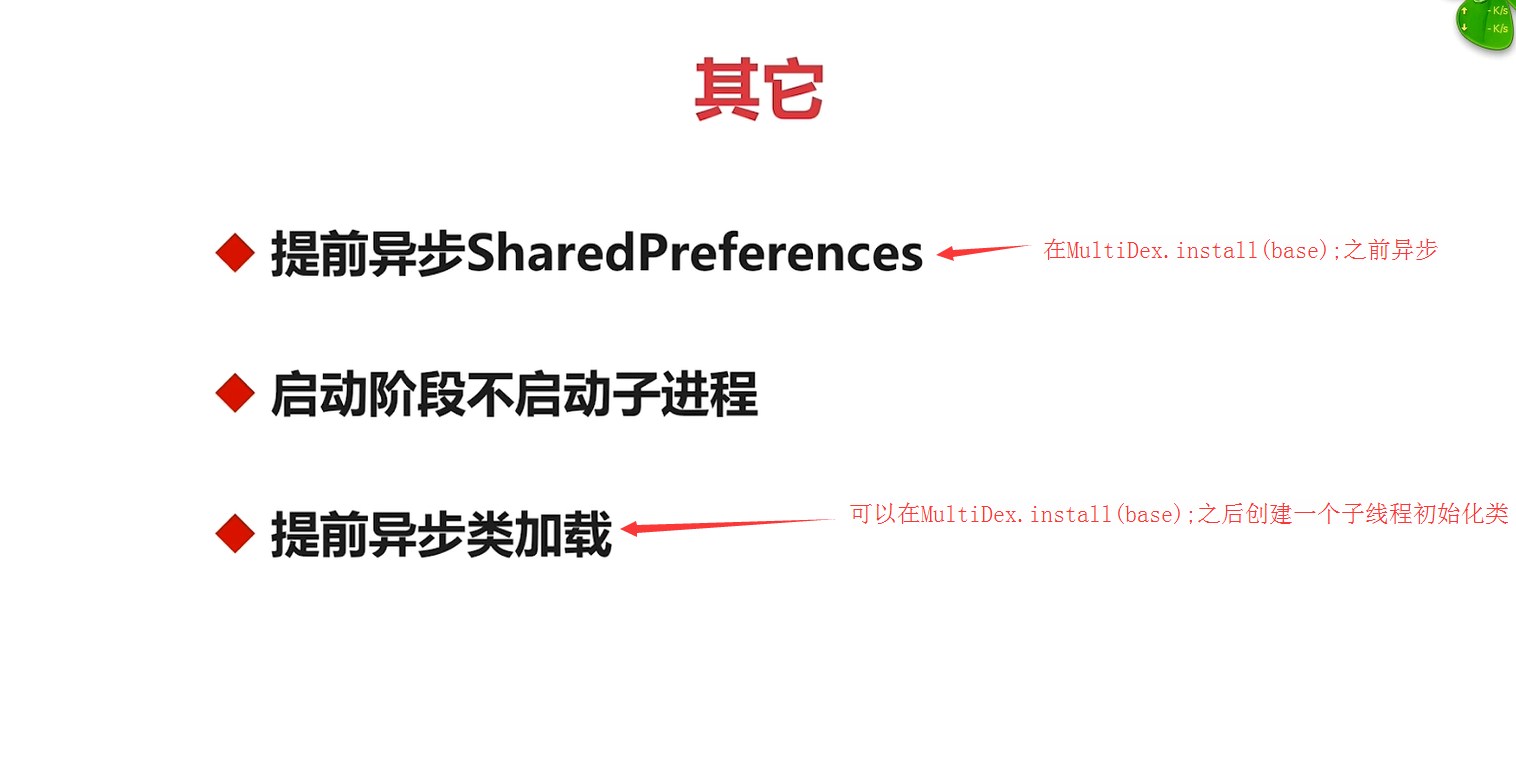 ↑ -K/s
↓ -K/s
其它
提前异步SharedPreferences
在MultiDex.install(base);之前异步
启动阶段不启动子进程
提前异步类加载
可以在MultiDex.install(base);之后创建一个子线程初始化类